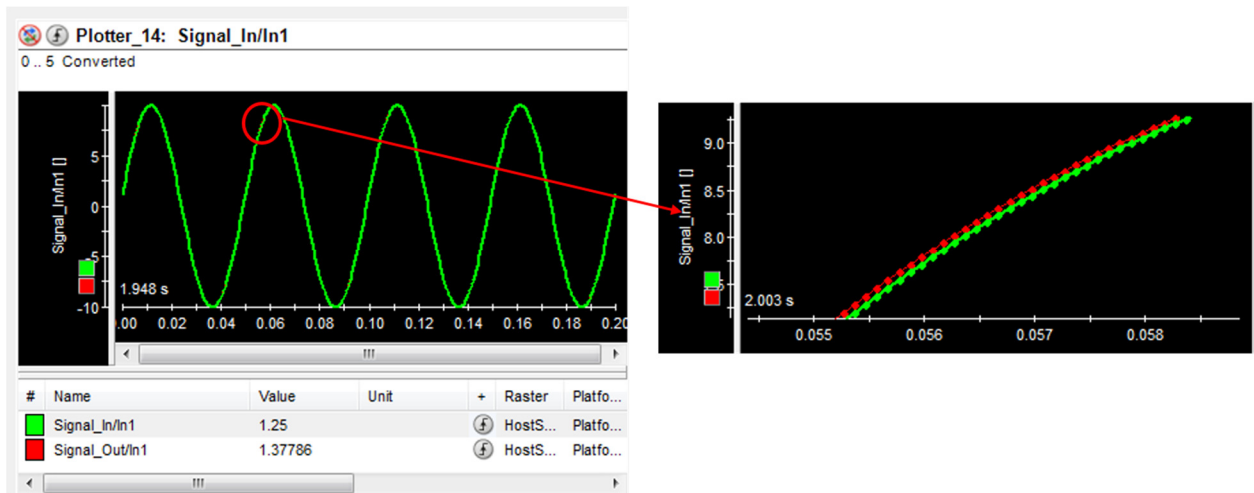 Plotter_14: Signal_In/In1
0 .. 5 Converted
Signal_In/In1 []
5
0
-5
-10
1.948 s
.00 0.02 0.04 0.06 0.08 0.10 0.12 0.14 0.16 0.18 0.20
# Name Value Unit + Raster Platfo...
Signal_In/In1 1.25 HostS... Platfo...
Signal_Out/In1 1.37786 HostS... Platfo...
Signal_In/In1 []
9.0
8.5
8.0
2.003 s
0.055 0.056 0.057 0.058